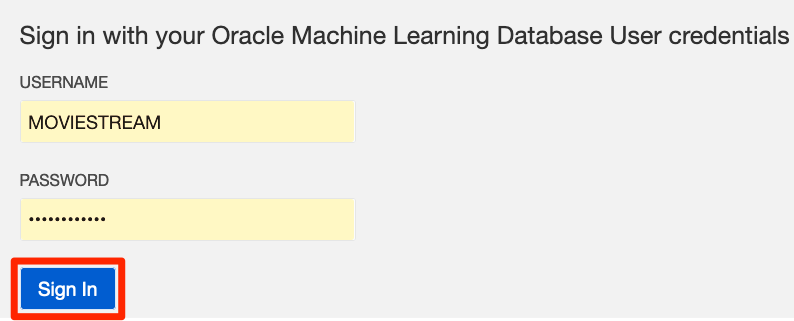 Sign in with your Oracle Machine Learning Database User credentials
USERNAME
MOVIESTREAM
PASSWORD
••••••••••••
Sign In